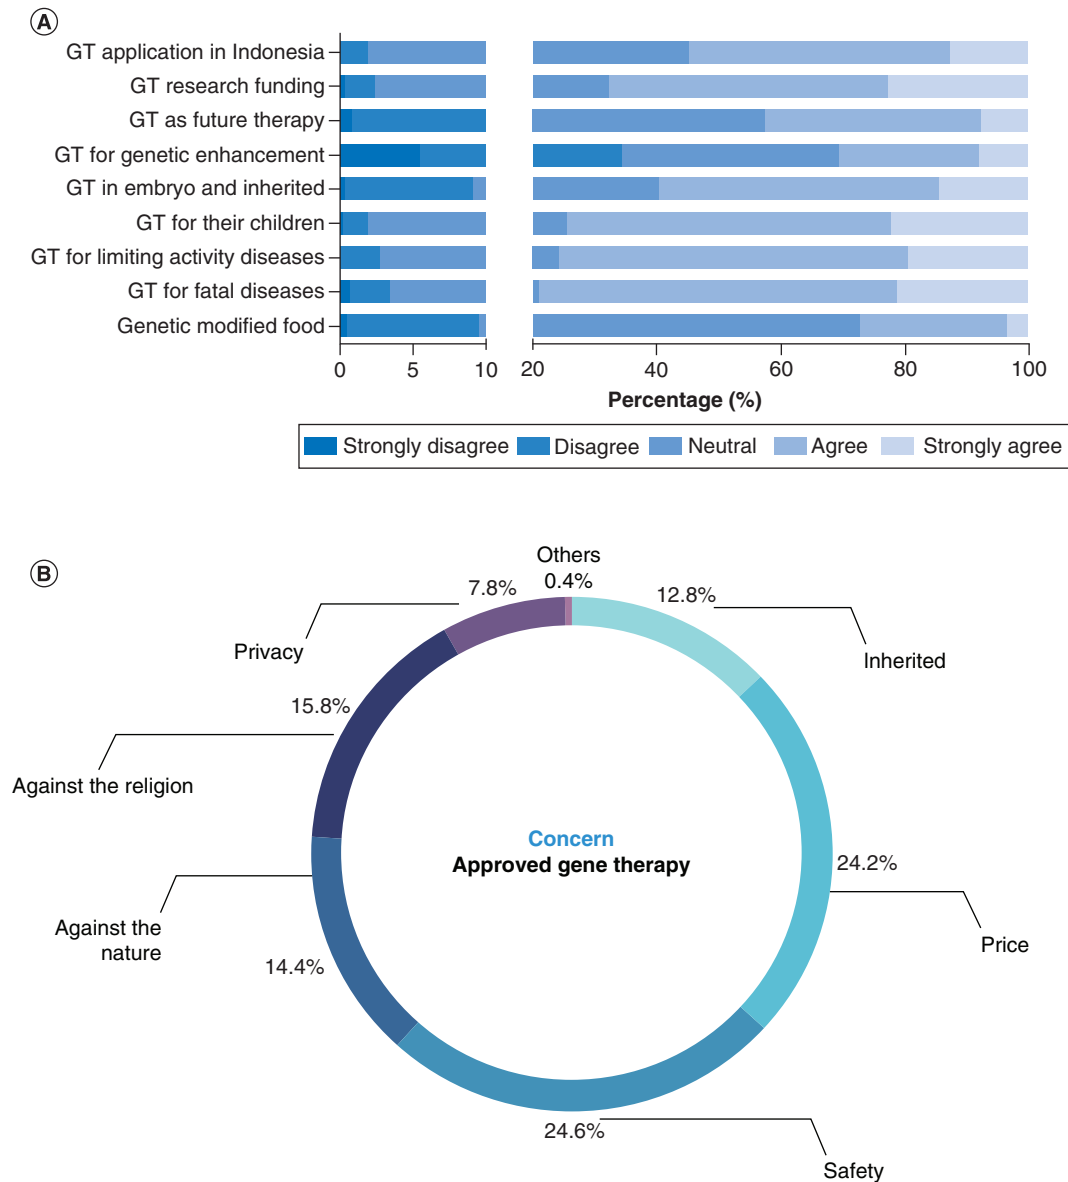 A
GT application in Indonesia
GT research funding
GT as future therapy
GT for genetic enhancement
GT in embryo and inherited
GT for their children
GT for limiting activity diseases
GT for fatal diseases
Genetic modified food
0 5 10 20 40 60 80 100
Percentage (%)
Strongly disagree Disagree Neutral Agree Strongly agree
B
Others
0.4%
7.8%
12.8%
Privacy
Inherited
15.8%
Against the religion
Concern
Approved gene therapy
24.2%
Against the
nature
Price
14.4%
24.6%
Safety